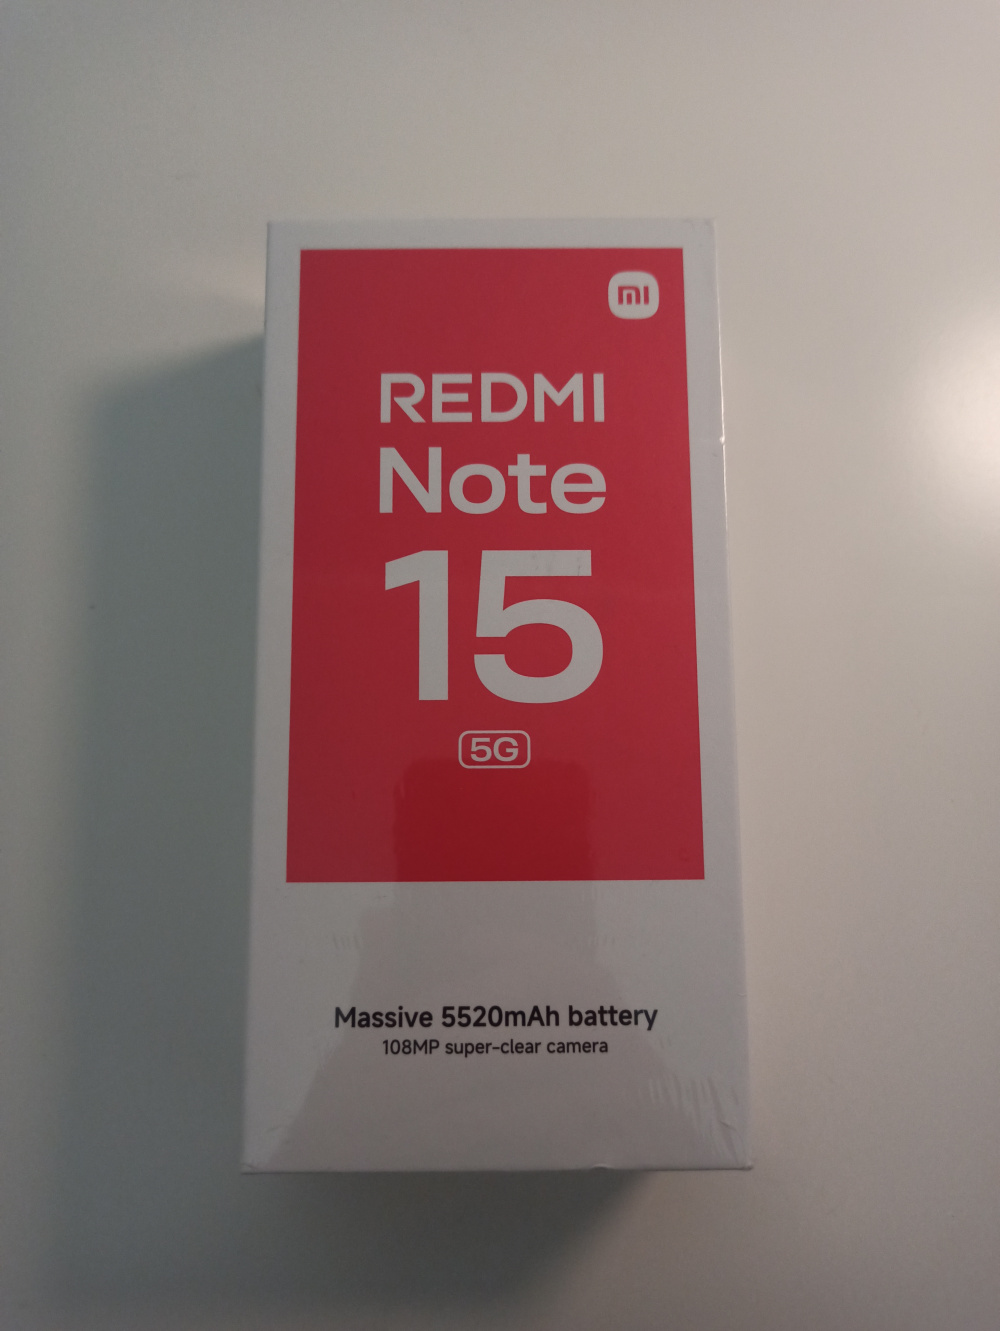 mi
REDMI
Note
15
5G
Massive 5520mAh battery
108MP super-clear camera